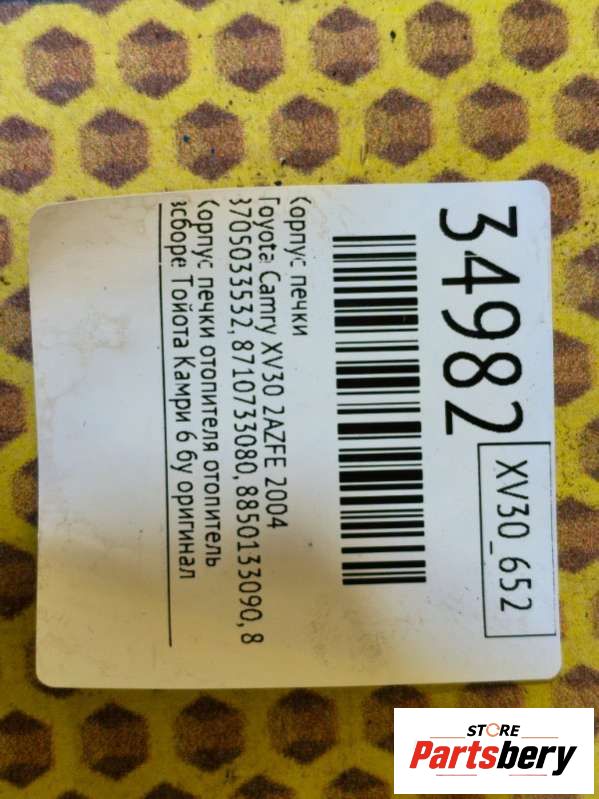 34982
XV30_652
Корпус печки
Toyota Camry XV30 2AZFE 2004
8705033532, 8710733080, 8850133090, 8
Корпус печки отопителя отопитель
всборе Тойота Камри 6 бу оригинал
STORE
Partsbery